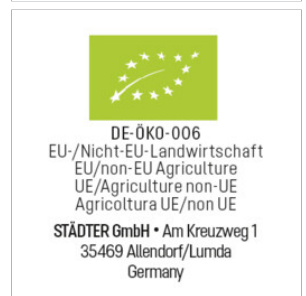 DE-ÖKO-006
EU-/Nicht-EU-Landwirtschaft
EU/non-EU Agriculture
UE/Agriculture non-UE
Agricoltura UE/non UE
STÄDTER GmbH • Am Kreuzweg 1
35469 Allendorf/Lumda
Germany